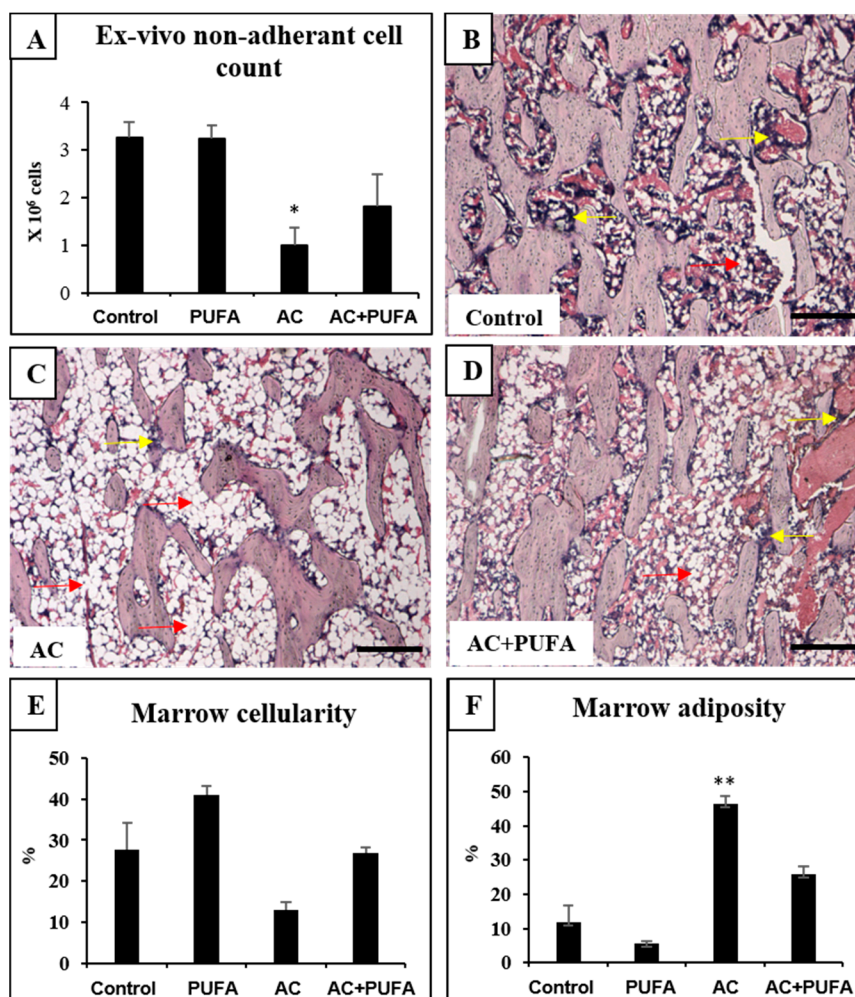 A
Ex-vivo non-adherant cell
count
X 10⁶ cells
4
3
2
1
0
*
Control PUFA AC AC+PUFA
B
Control
C
AC
D
AC+PUFA
E
Marrow cellularity
%
50
40
30
20
10
0
Control PUFA AC AC+PUFA
F
Marrow adiposity
%
60
50
40
30
20
10
0
**
Control PUFA AC AC+PUFA